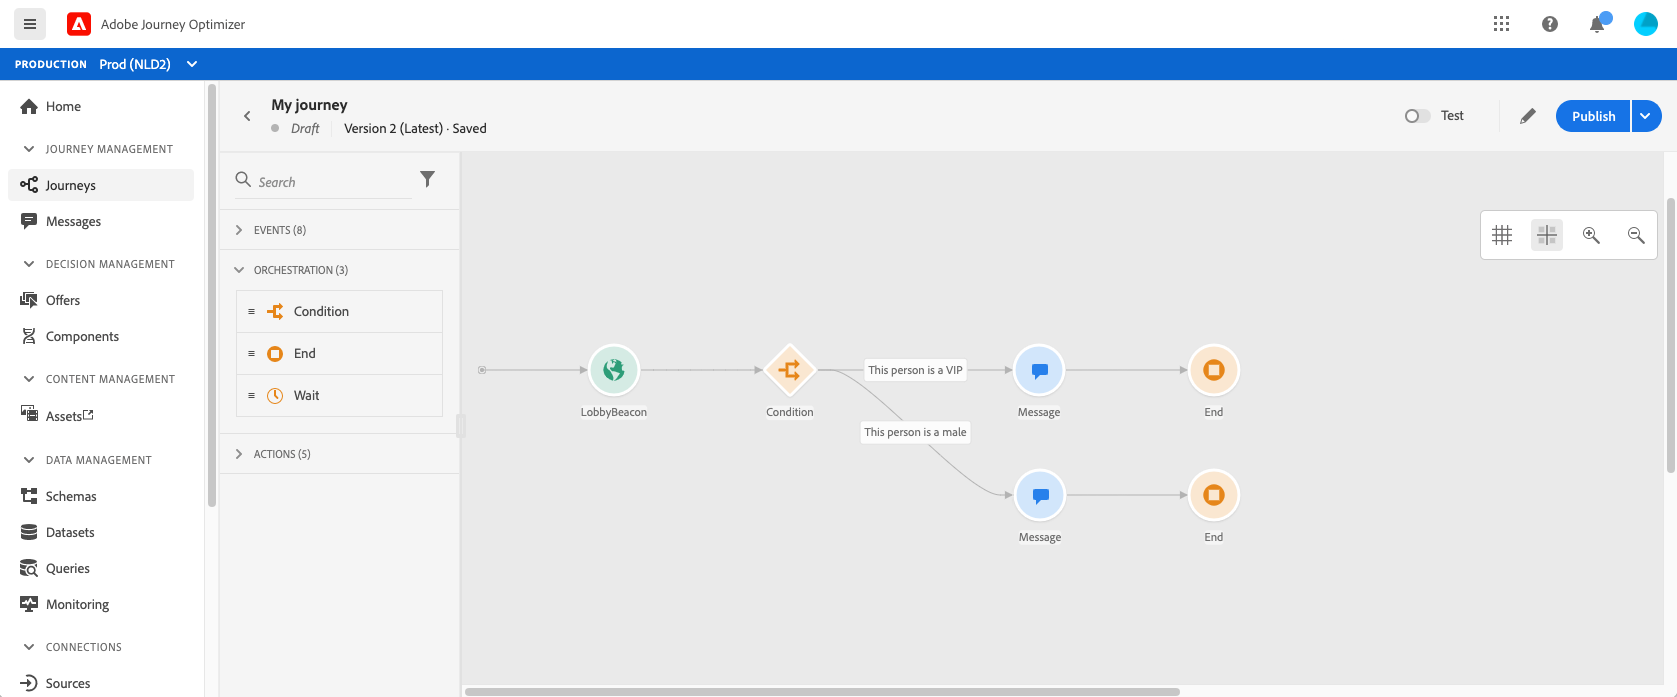 Adobe Journey Optimizer
PRODUCTION Prod (NLD2)
Home
JOURNEY MANAGEMENT
Journeys
Messages
DECISION MANAGEMENT
Offers
Components
CONTENT MANAGEMENT
Assets
DATA MANAGEMENT
Schemas
Datasets
Queries
Monitoring
CONNECTIONS
Sources
My journey
Draft Version 2 (Latest) · Saved
Test
Publish
Search
EVENTS (8)
ORCHESTRATION (3)
Condition
End
Wait
ACTIONS (5)
LobbyBeacon
Condition
This person is a VIP
Message
End
This person is a male
Message
End